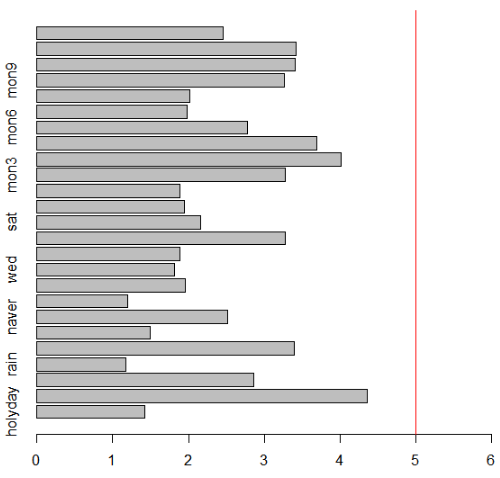 mon9
mon6
mon3
sat
wed
naver
rain
holyday
0 1 2 3 4 5 6